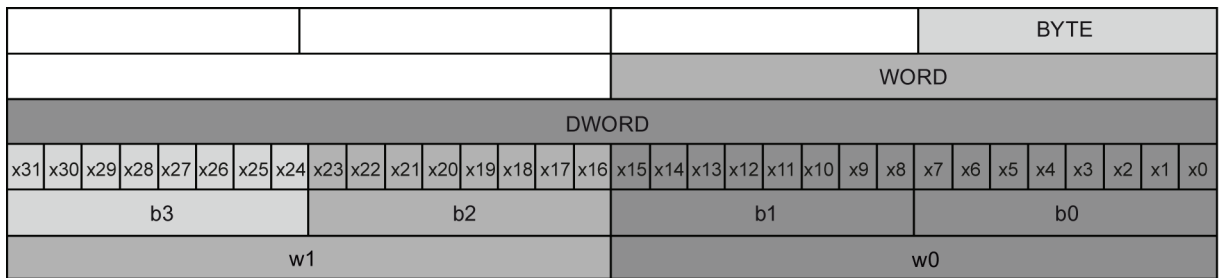 BYTE
WORD
DWORD
x31 x30 x29 x28 x27 x26 x25 x24 x23 x22 x21 x20 x19 x18 x17 x16 x15 x14 x13 x12 x11 x10 x9 x8 x7 x6 x5 x4 x3 x2 x1 x0
b3 b2 b1 b0
w1 w0